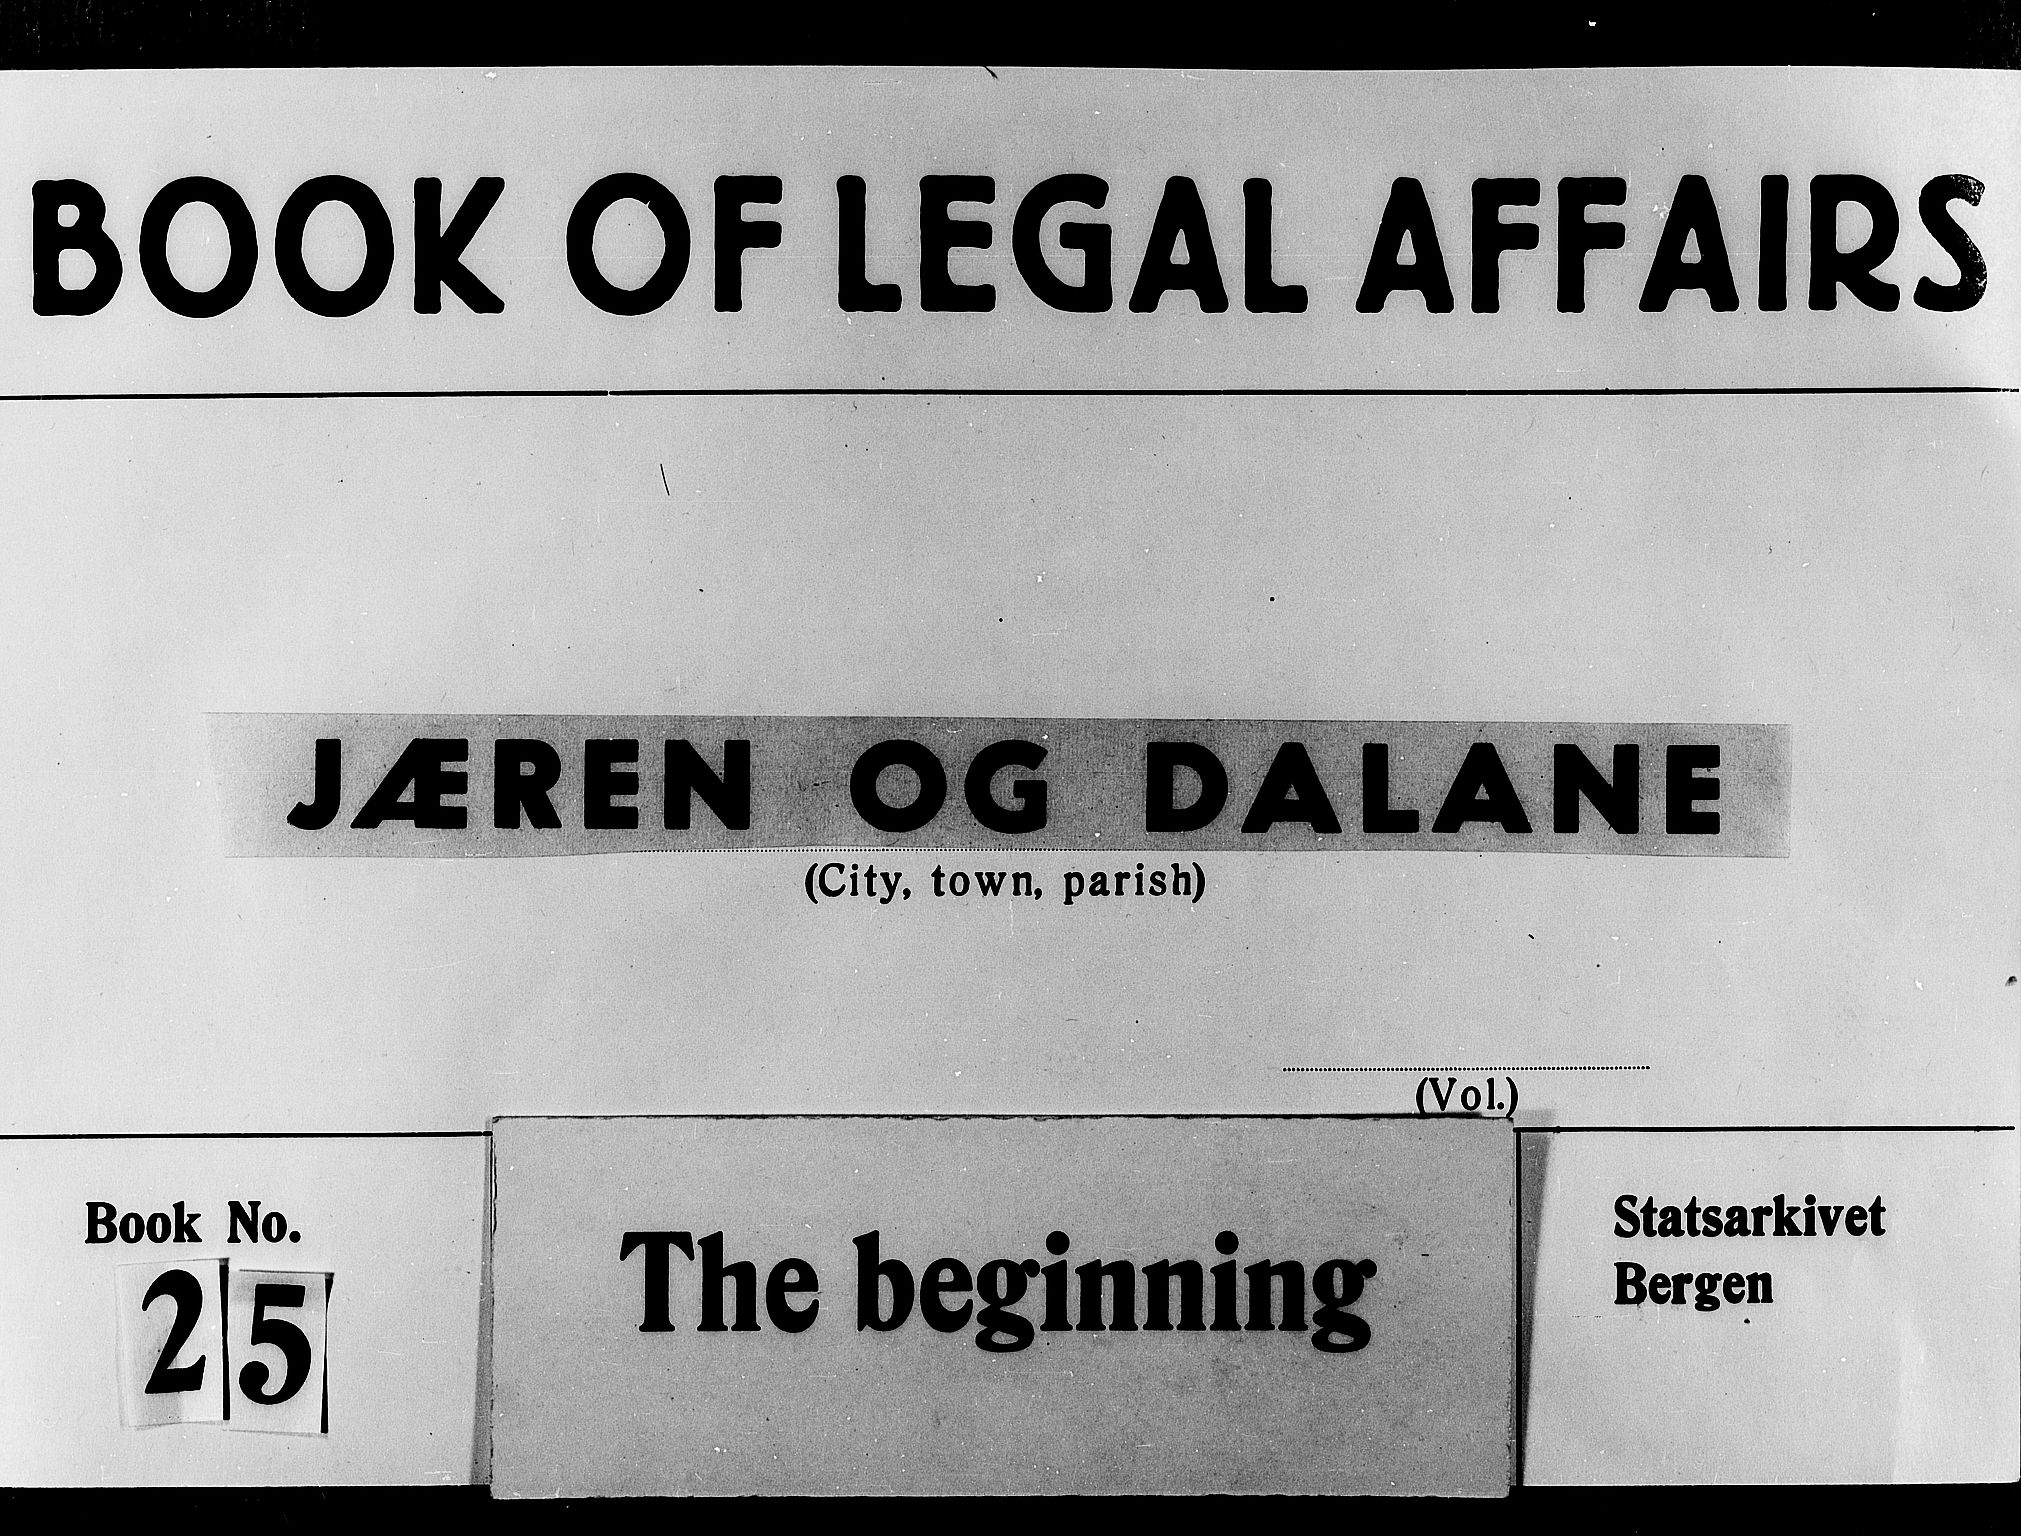 BOOK OF LEGAL AFFAIRS
JÆREN OG DALANE
(City, town, parish)
(Vol.)
Book No.
25
The beginning
Statsarkivet
Bergen